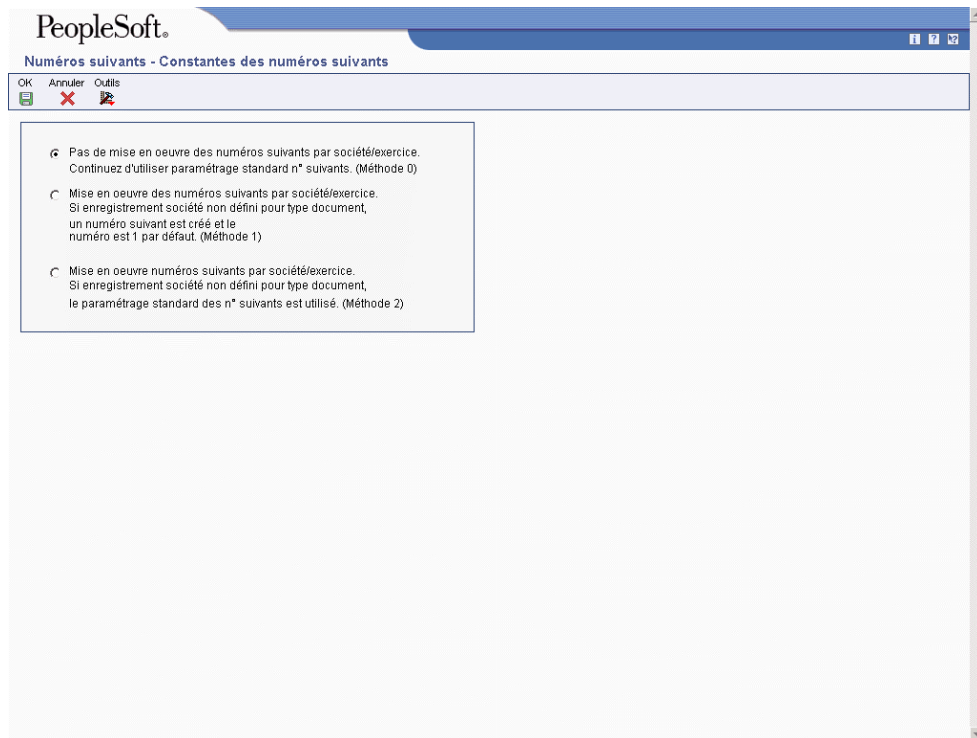 PeopleSoft®
Numéros suivants - Constantes des numéros suivants
OK Annuler Outils
Pas de mise en oeuvre des numéros suivants par société/exercice.
Continuez d'utiliser paramétrage standard n° suivants. (Méthode 0)
Mise en oeuvre des numéros suivants par société/exercice.
Si enregistrement société non défini pour type document,
un numéro suivant est créé et le
numéro est 1 par défaut. (Méthode 1)
Mise en oeuvre numéros suivants par société/exercice.
Si enregistrement société non défini pour type document,
le paramétrage standard des n° suivants est utilisé. (Méthode 2)